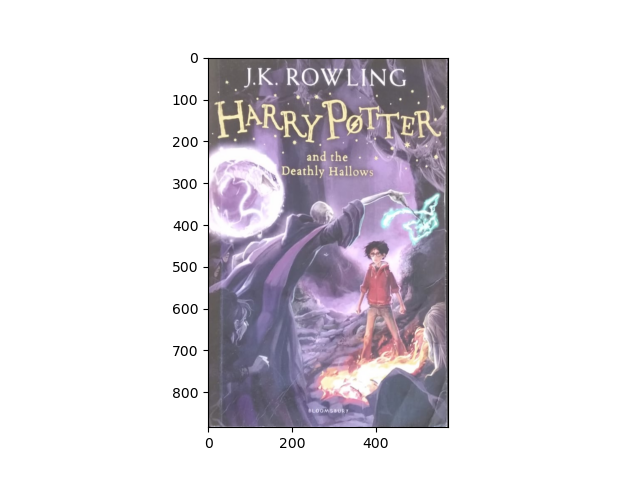 0
100
200
300
400
500
600
700
800
0
200
400
J.K. ROWLING
HARRY POTTER
and the
Deathly Hallows
BLOOMSBURY